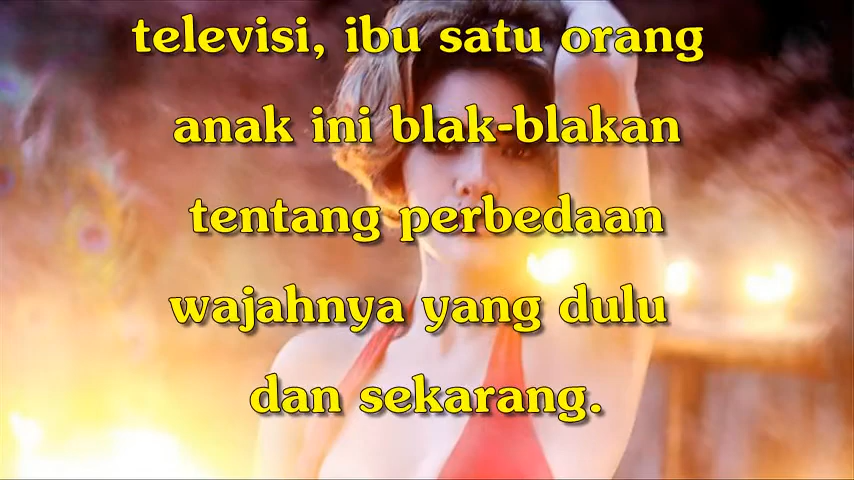 televisi, ibu satu orang
anak ini blak-blakan
tentang perbedaan
wajahnya yang dulu
dan sekarang.